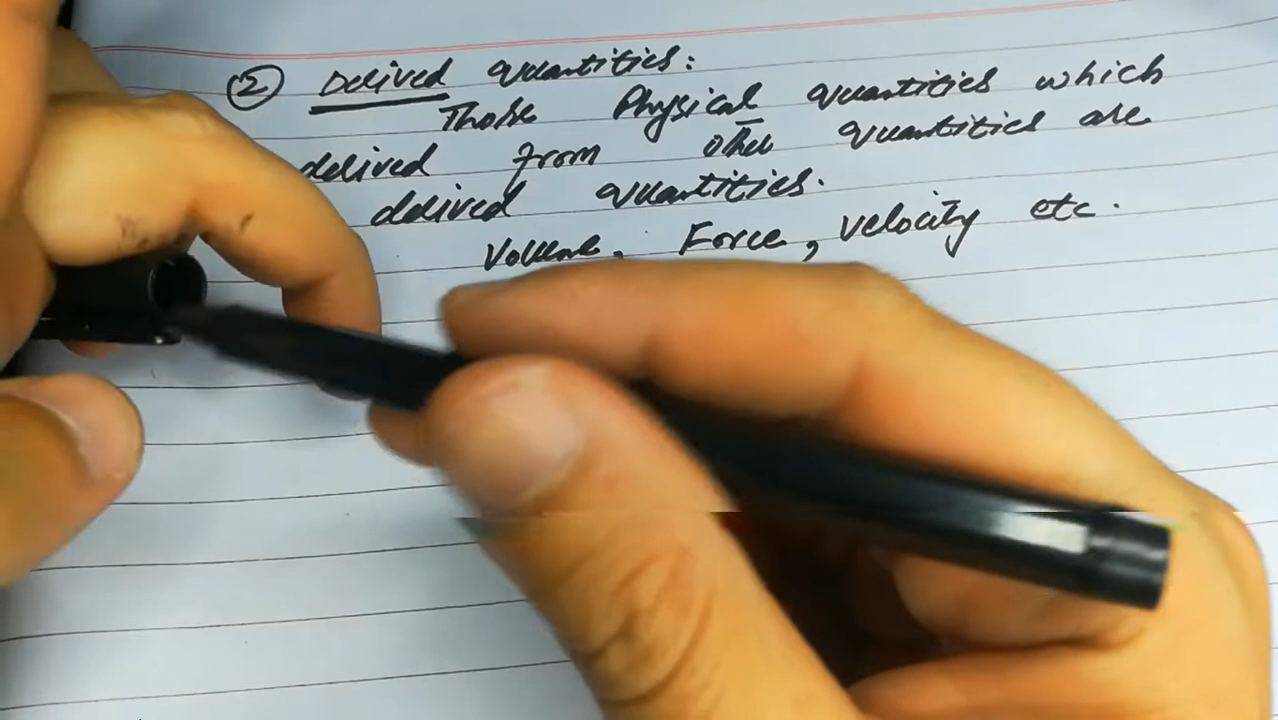 ② Derived quantities:
Those Physical quantities which
derived from other quantities are
derived quantities.
Volume, Force, velocity etc.